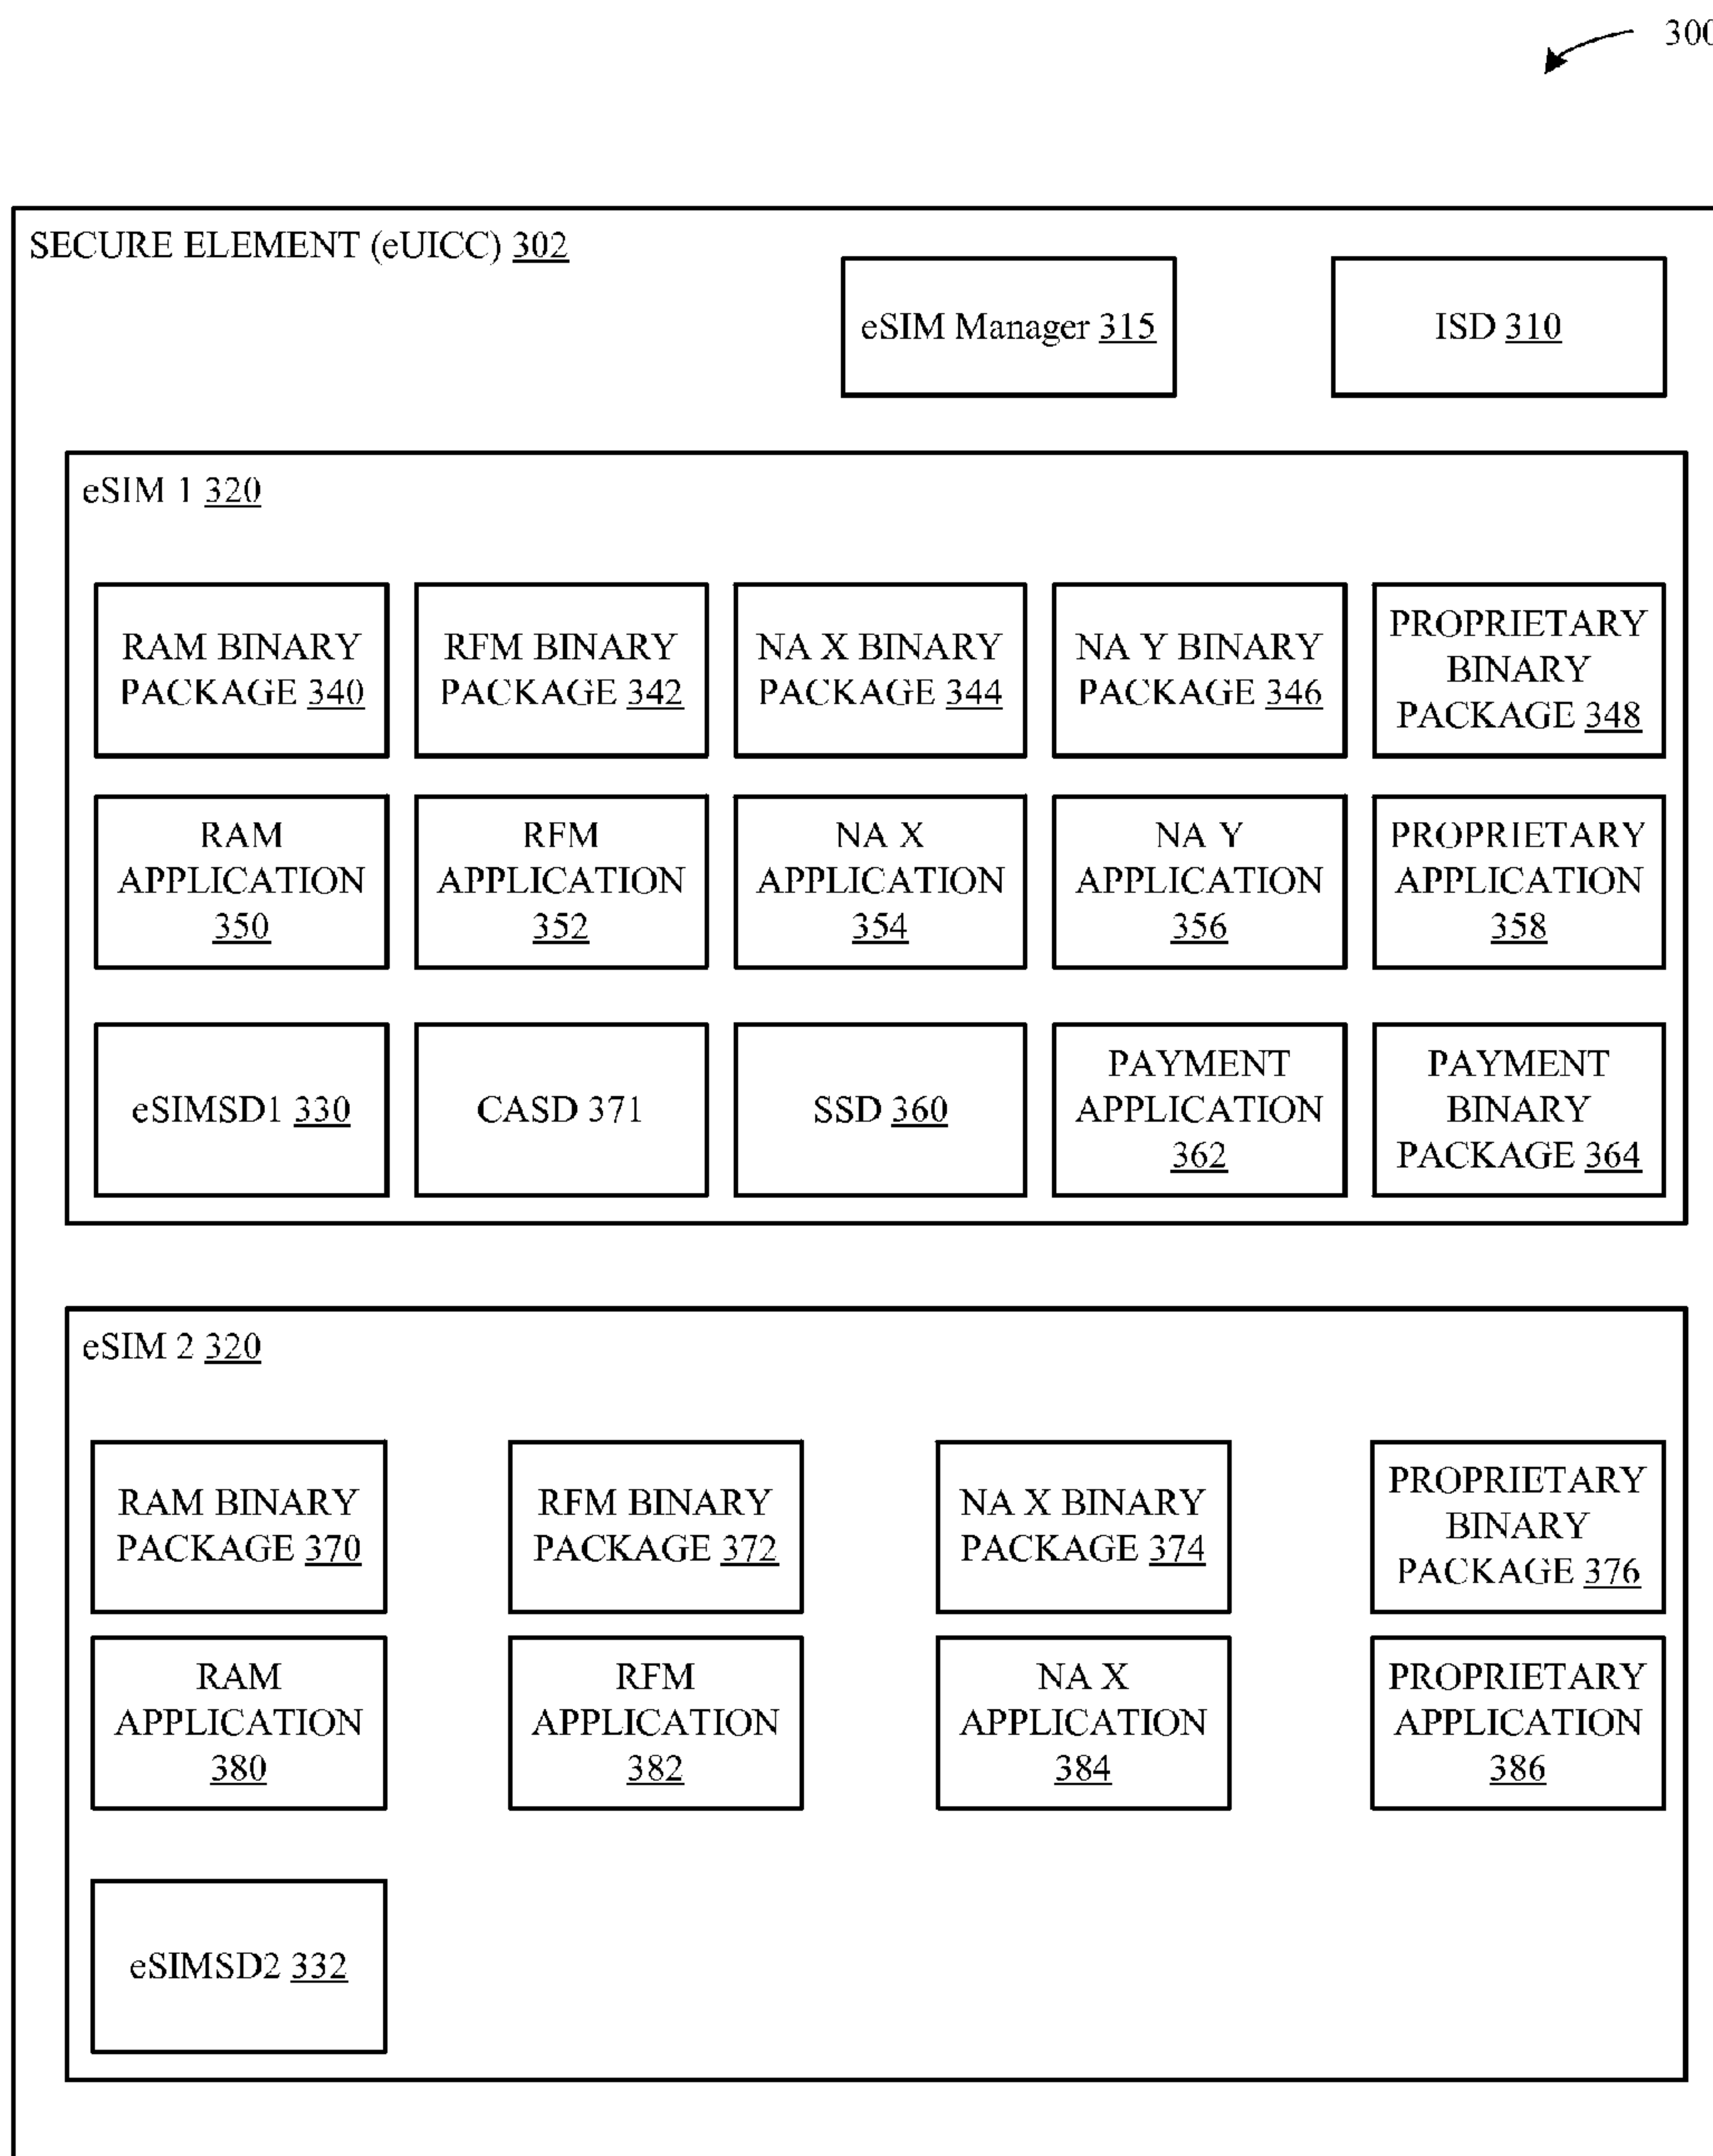 300
SECURE ELEMENT (eUICC) 302
eSIM Manager 315
ISD 310
eSIM 1 320
RAM BINARY
PACKAGE 340
RFM BINARY
PACKAGE 342
NA X BINARY
PACKAGE 344
NA Y BINARY
PACKAGE 346
PROPRIETARY
BINARY
PACKAGE 348
RAM
APPLICATION
350
RFM
APPLICATION
352
NA X
APPLICATION
354
NA Y
APPLICATION
356
PROPRIETARY
APPLICATION
358
eSIMSD1 330
CASD 371
SSD 360
PAYMENT
APPLICATION
362
PAYMENT
BINARY
PACKAGE 364
eSIM 2 320
RAM BINARY
PACKAGE 370
RFM BINARY
PACKAGE 372
NA X BINARY
PACKAGE 374
PROPRIETARY
BINARY
PACKAGE 376
RAM
APPLICATION
380
RFM
APPLICATION
382
NA X
APPLICATION
384
PROPRIETARY
APPLICATION
386
eSIMSD2 332